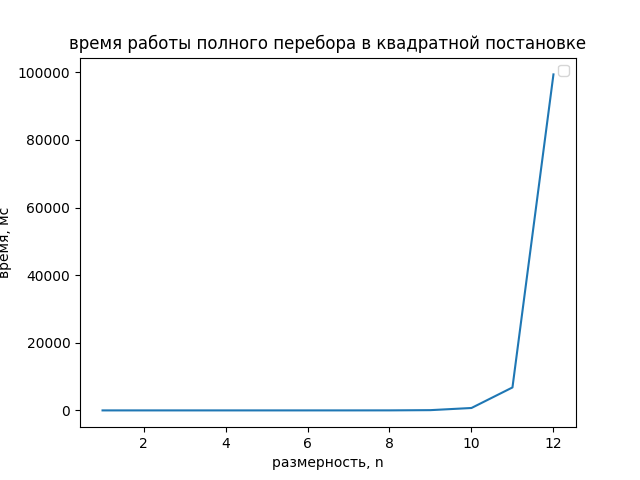 время работы полного перебора в квадратной постановке
100000
80000
60000
40000
20000
0
время, мс
2 4 6 8 10 12
размерность, n